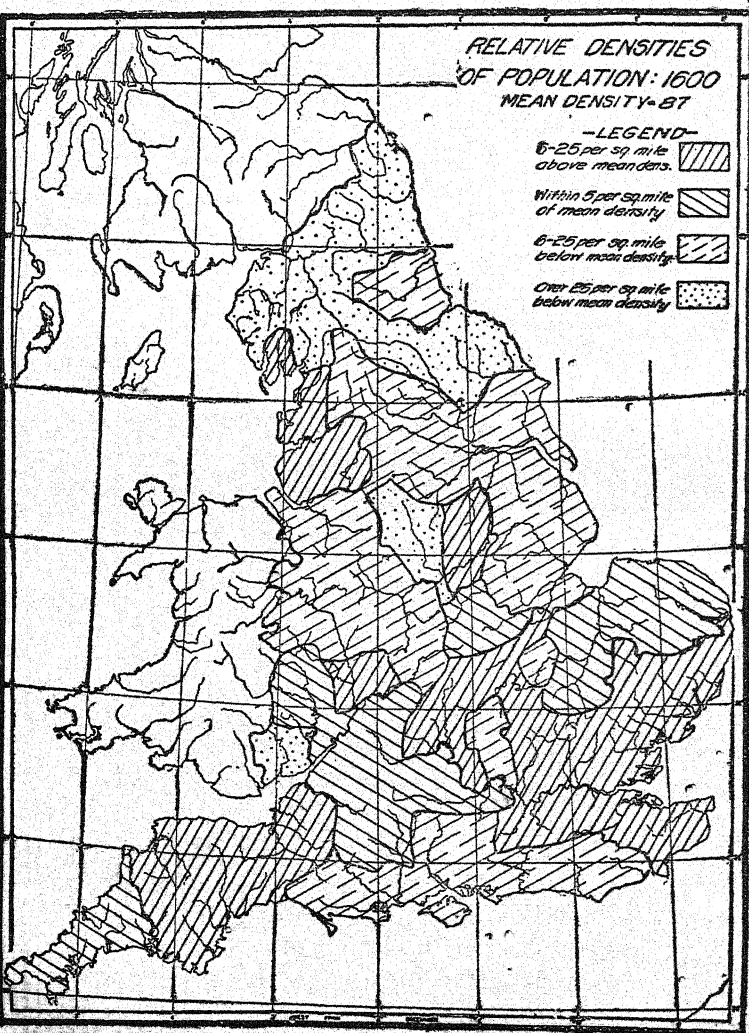 RELATIVE DENSITIES
OF POPULATION: 1600
MEAN DENSITY=87
-LEGEND-
6-25 per sq mile
above mean dens.
Within 5 per sq mile
of mean density
6-25 per sq. mile
below mean density
Over 25 per sq mile
below mean density